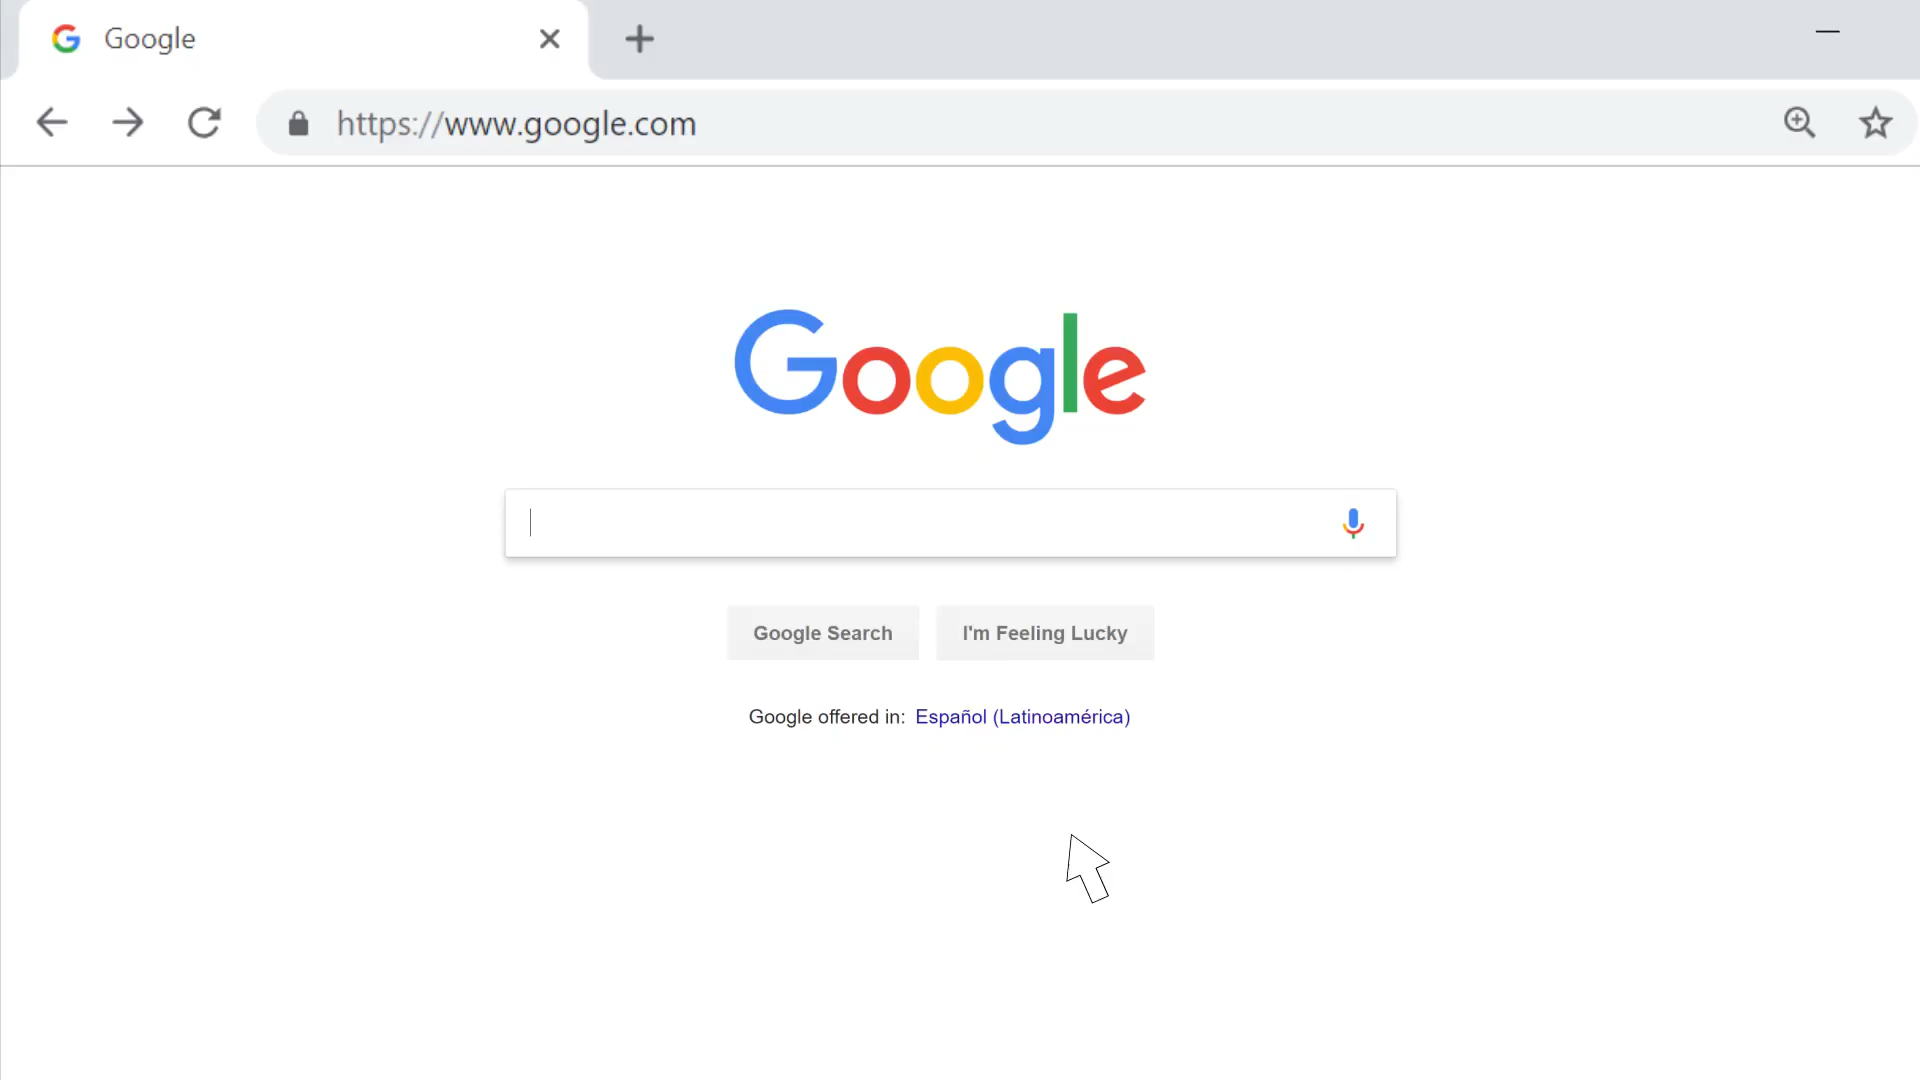 Google
https://www.google.com
Google
Google Search
I'm Feeling Lucky
Google offered in: Español (Latinoamérica)